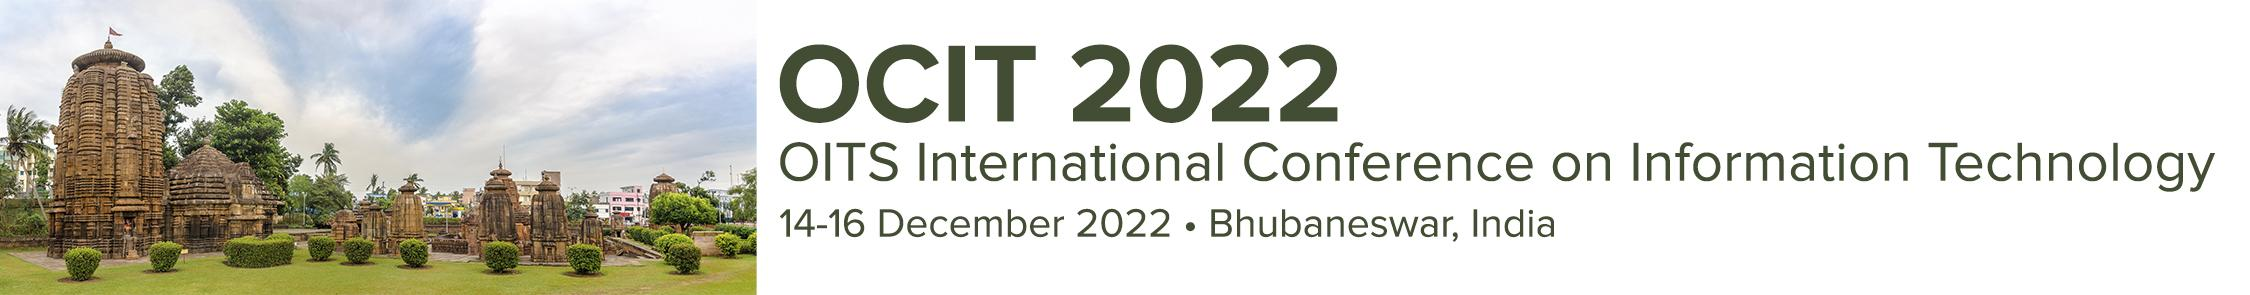 OCIT 2022
OITS International Conference on Information Technology
14-16 December 2022 • Bhubaneswar, India